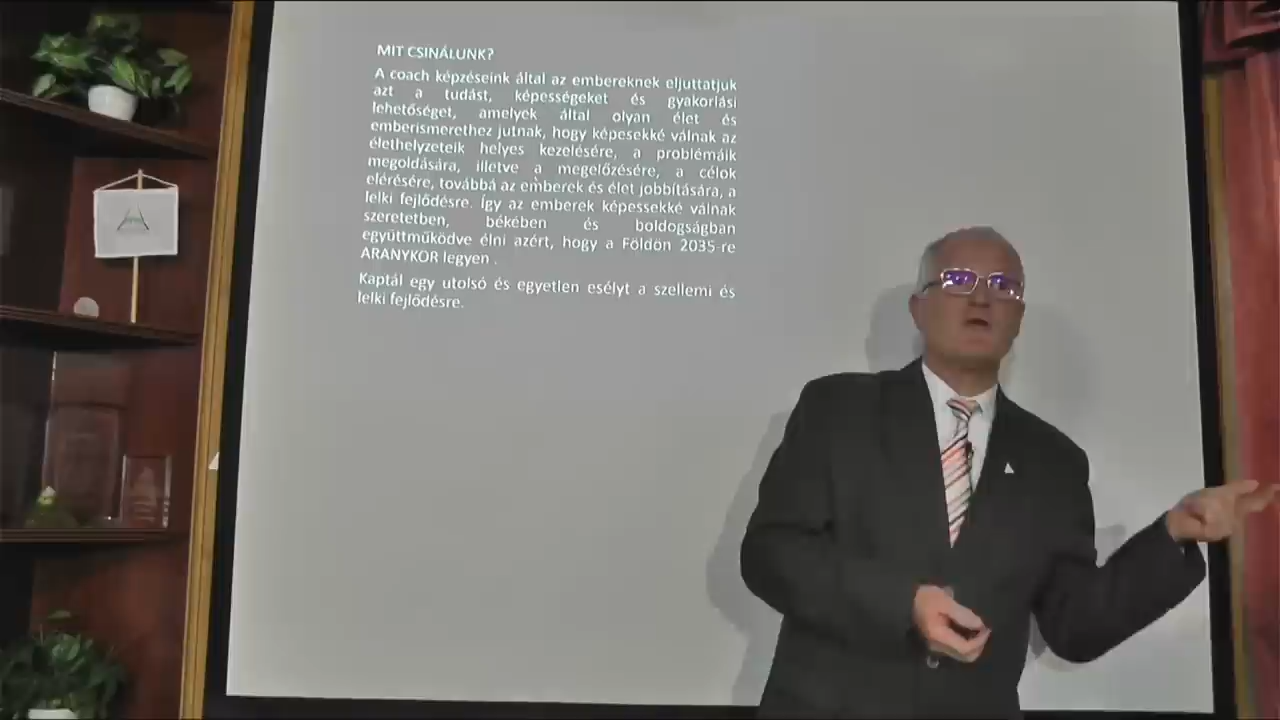 MIT CSINÁLUNK?
A coach képzéseink által az embereknek eljuttatjuk
azt a tudást, képességeket és gyakorlási
lehetőséget, amelyek által olyan élet és
emberismerethez jutnak, hogy képesekké válnak az
élethelyzeteik helyes kezelésére, a problémáik
megoldására, illetve a megelőzésére, a célok
elérésére, továbbá az emberek és élet jobbítására, a
lelki fejlődésre. Így az emberek képessekké válnak
szeretetben, békében és boldogságban
együttműködve élni azért, hogy a Földön 2035-re
ARANYKOR legyen .
Kaptál egy utolsó és egyetlen esélyt a szellemi és
lelki fejlődésre.